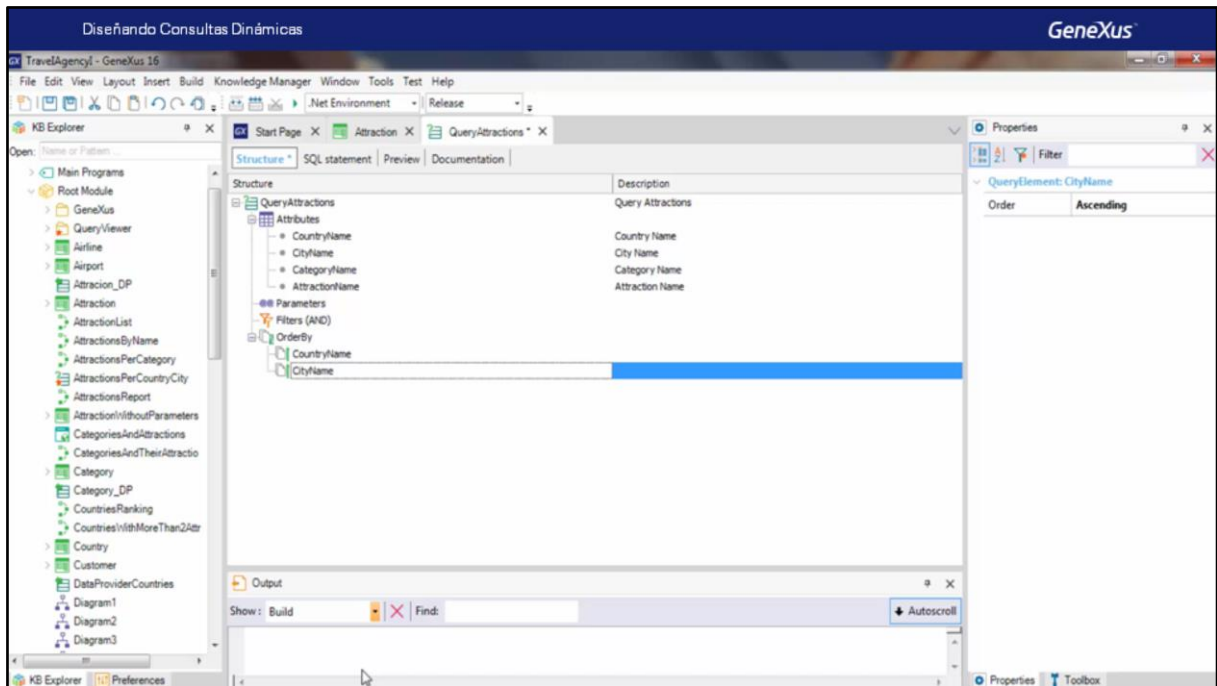 Diseñando Consultas Dinámicas
GeneXus
GX TravelAgencyI - GeneXus 16
File Edit View Layout Insert Build Knowledge Manager Window Tools Test Help
.Net Environment Release
KB Explorer
Open: Name or Pattern ...
Main Programs
Root Module
GeneXus
QueryViewer
Airline
Airport
Attracion_DP
Attraction
AttractionList
AttractionsByName
AttractionsPerCategory
AttractionsPerCountryCity
AttractionsReport
AttractionWithoutParameters
CategoriesAndAttractions
CategoriesAndTheirAttractio
Category
Category_DP
CountriesRanking
CountriesWithMoreThan2Attr
Country
Customer
DataProviderCountries
Diagram1
Diagram2
Diagram3
KB Explorer Preferences
GX Start Page X Attraction X QueryAttractions * X
Structure * SQL statement Preview Documentation
Structure Description
QueryAttractions Query Attractions
Attributes
CountryName Country Name
CityName City Name
CategoryName Category Name
AttractionName Attraction Name
Parameters
Filters (AND)
OrderBy
CountryName
CityName
Output
Show: Build Find: Autoscroll
Properties
Filter
QueryElement: CityName
Order Ascending
Properties Toolbox